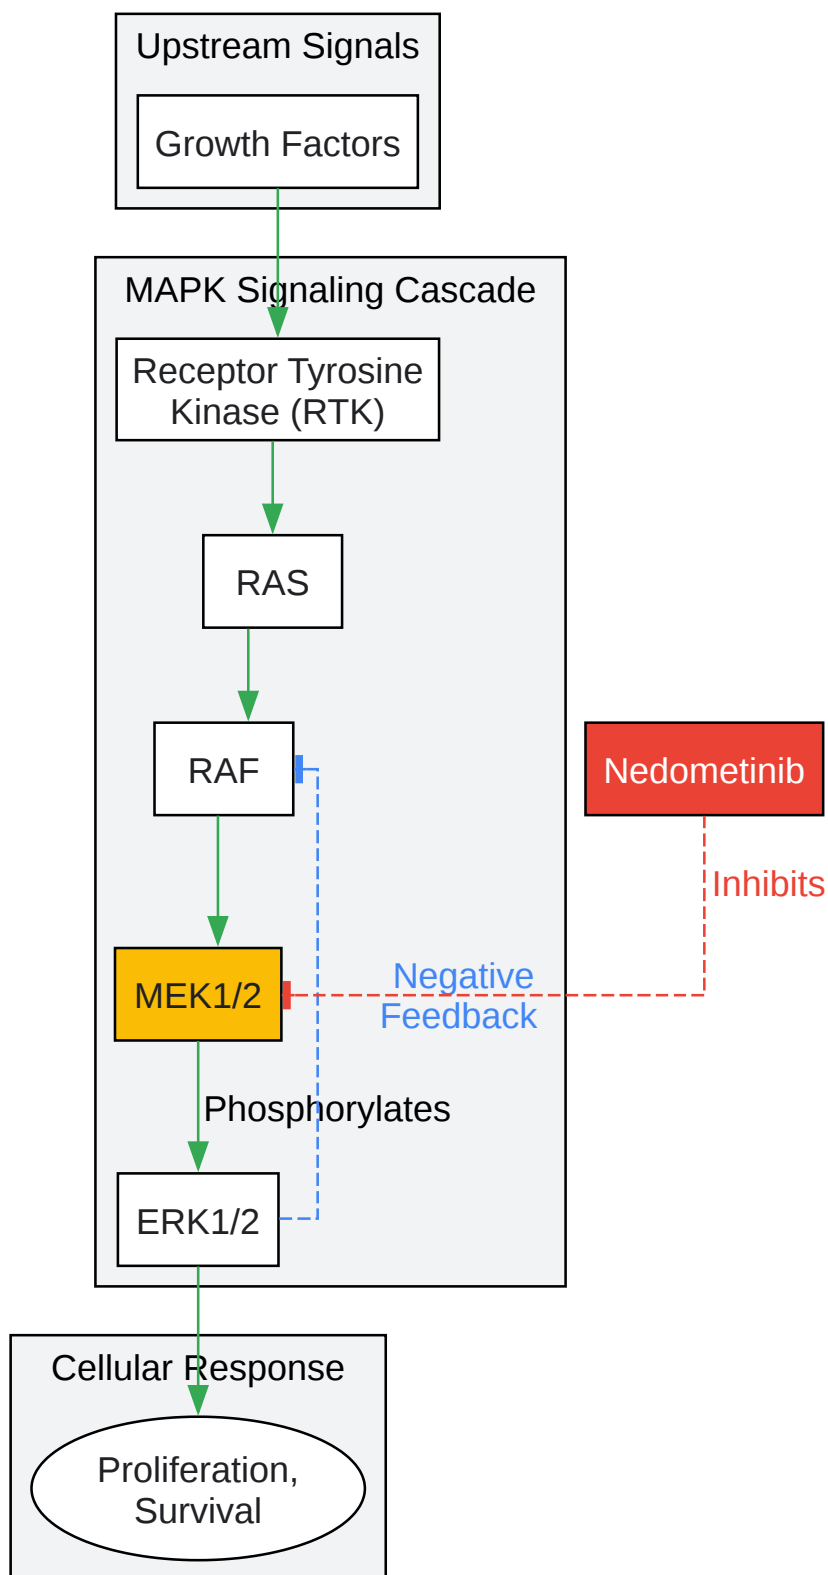 Upstream Signals
Growth Factors
MAPK Signaling Cascade
Receptor Tyrosine
Kinase (RTK)
RAS
RAF
Nedometinib
Inhibits
MEK1/2
Negative
Feedback
Phosphorylates
ERK1/2
Cellular Response
Proliferation,
Survival